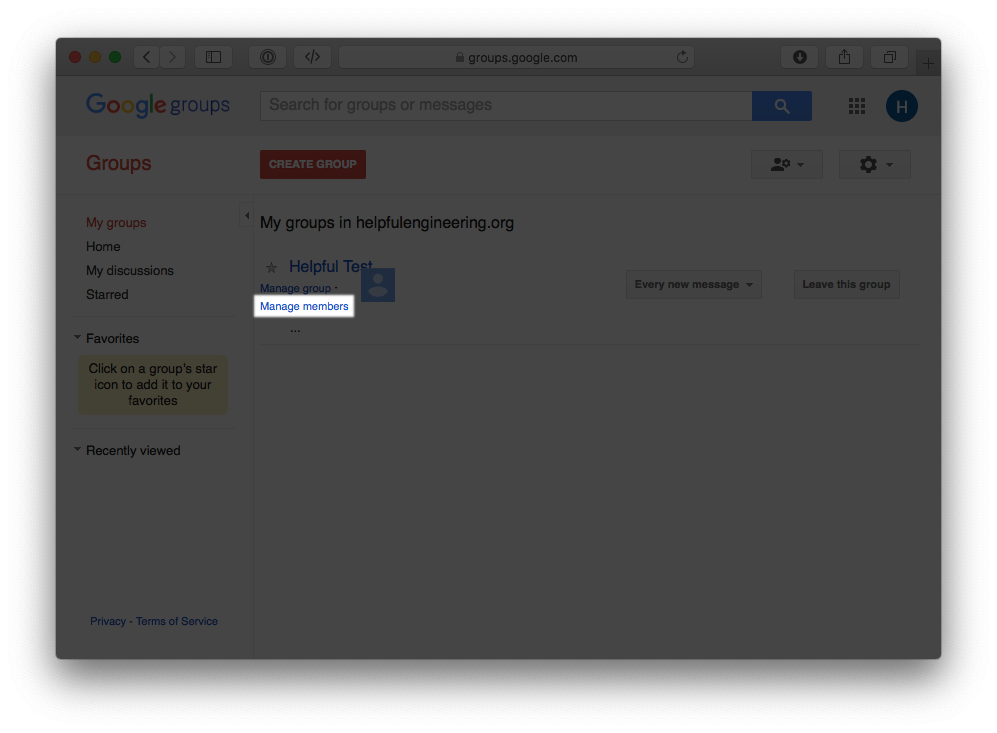 groups.google.com
Google groups
Search for groups or messages
H
Groups
CREATE GROUP
My groups
Home
My discussions
Starred
Favorites
Click on a group's star
icon to add it to your
favorites
Recently viewed
Privacy - Terms of Service
My groups in helpfulengineering.org
Helpful Test
Manage group ·
Manage members
...
Every new message
Leave this group